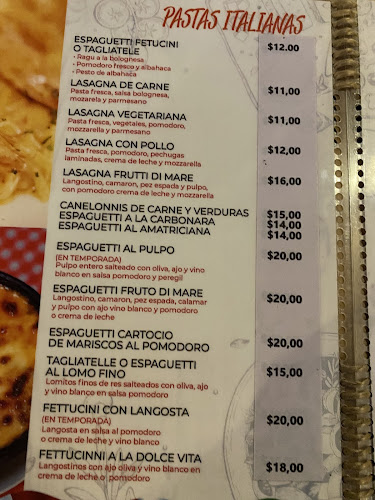 PASTAS ITALIANAS
ESPAGUETTI FETUCINI
O TAGLIATELE $12.00
• Ragu a la bolognesa
• Pomodoro fresco y albahaca
• Pesto de albahaca
LASAGNA DE CARNE $11,00
Pasta fresca, salsa bolognesa,
mozarela y parmesano
LASAGNA VEGETARIANA $11,00
Pasta fresca, vegetales, pomodoro,
mozzarella y parmesano
LASAGNA CON POLLO $12,00
Pasta fresca, pomodoro, pechugas
laminadas, crema de leche y mozzarella
LASAGNA FRUTTI DI MARE $16,00
Langostino, camaron, pez espada y pulpo,
con pomodoro crema de leche y mozzarella
CANELONNIS DE CARNE Y VERDURAS $15,00
ESPAGUETTI A LA CARBONARA $14,00
ESPAGUETTI AL AMATRICIANA $14,00
ESPAGUETTI AL PULPO $20,00
(EN TEMPORADA)
Pulpo entero salteado con oliva, ajo y vino
blanco en salsa pomodoro y peregil
ESPAGUETTI FRUTO DI MARE $20,00
Langostino, camaron, pez espada, calamar
y pulpo con ajo vino blanco y pomodoro
o crema de leche
ESPAGUETTI CARTOCIO
DE MARISCOS AL POMODORO $20,00
TAGLIATELLE O ESPAGUETTI
AL LOMO FINO $15,00
Lomitos finos de res salteados con oliva, ajo
y vino blanco en salsa pomodoro
FETTUCINI CON LANGOSTA $20,00
(EN TEMPORADA)
Langosta en salsa al pomodoro
o crema de leche y vino blanco
FETTUCINNI A LA DOLCE VITA $18,00
Langostinos con ajo oliva y vino blanco en
crema de leche o pomodoro